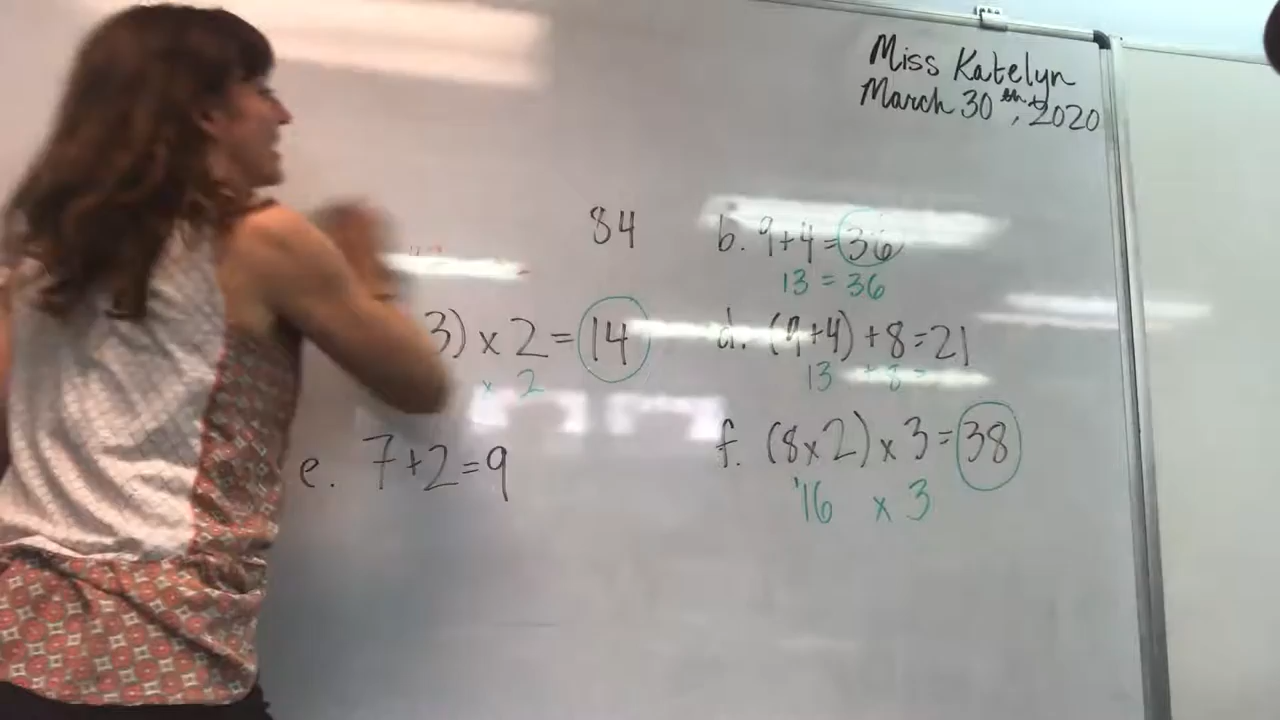 Miss Katelyn
March 30th, 2020
84
3) x 2 = 14
x 2
e. 7+2=9
b. 9+4=36
13 = 36
d. (9+4)+8=21
13 + 8 =
f. (8x2) x 3=38
16 x 3